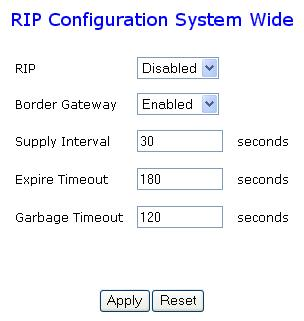 RIP Configuration System Wide
RIP Disabled
Border Gateway Enabled
Supply Interval 30 seconds
Expire Timeout 180 seconds
Garbage Timeout 120 seconds
Apply Reset